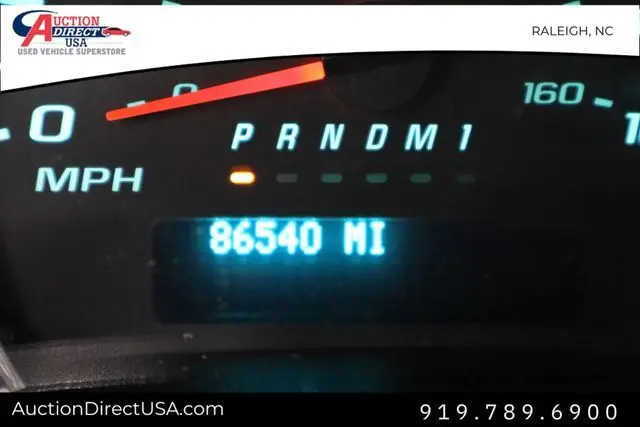 AUCTION
DIRECT
USA
USED VEHICLE SUPERSTORE
RALEIGH, NC
0
160
P R N D M 1
MPH
86540 MI
AuctionDirectUSA.com
919.789.6900